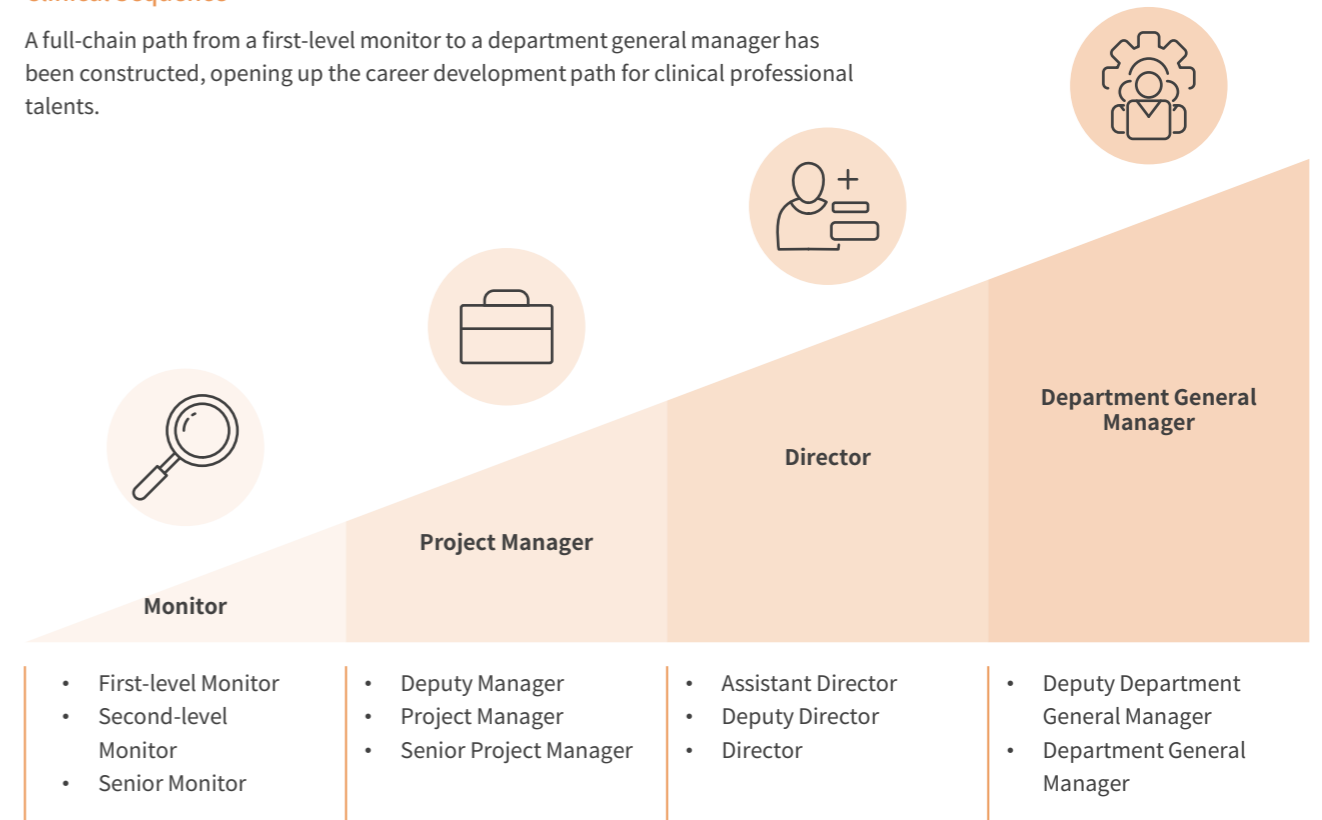 Clinical Sequence
A full-chain path from a first-level monitor to a department general manager has
been constructed, opening up the career development path for clinical professional
talents.
Department General
Manager
Director
Project Manager
Monitor
• First-level Monitor
• Second-level
Monitor
• Senior Monitor
• Deputy Manager
• Project Manager
• Senior Project Manager
• Assistant Director
• Deputy Director
• Director
• Deputy Department
General Manager
• Department General
Manager